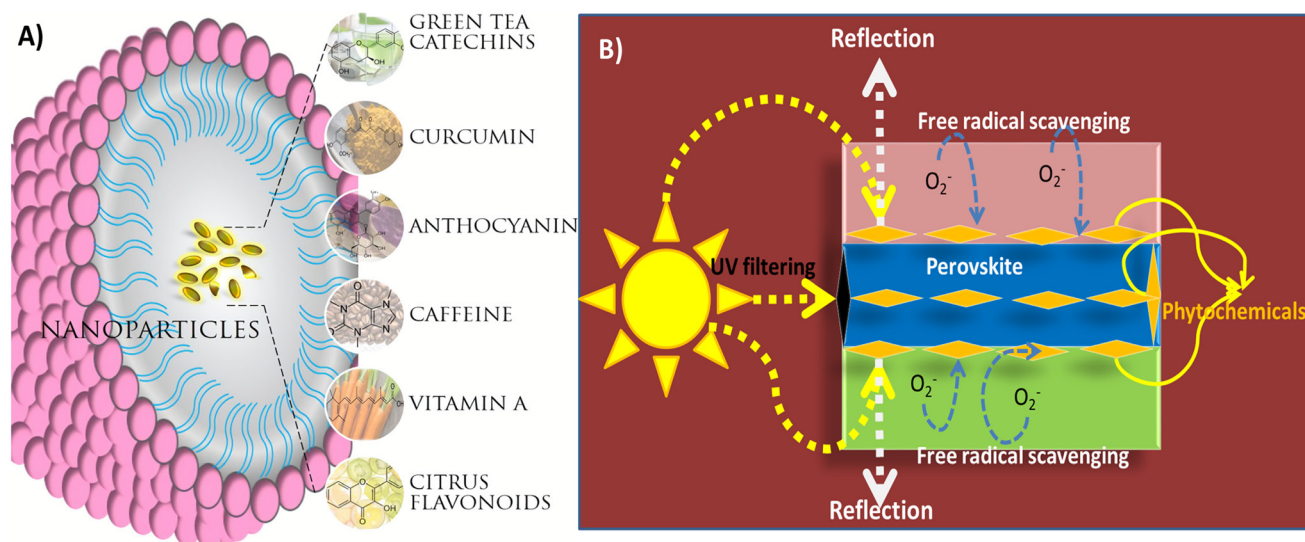 A)
GREEN TEA
CATECHINS
CURCUMIN
ANTHOCYANIN
CAFFEINE
VITAMIN A
CITRUS
FLAVONOIDS
NANOPARTICLES
B)
Reflection
Free radical scavenging
O₂⁻
O₂⁻
UV filtering
Perovskite
Phytochemicals
O₂⁻
O₂⁻
Free radical scavenging
Reflection